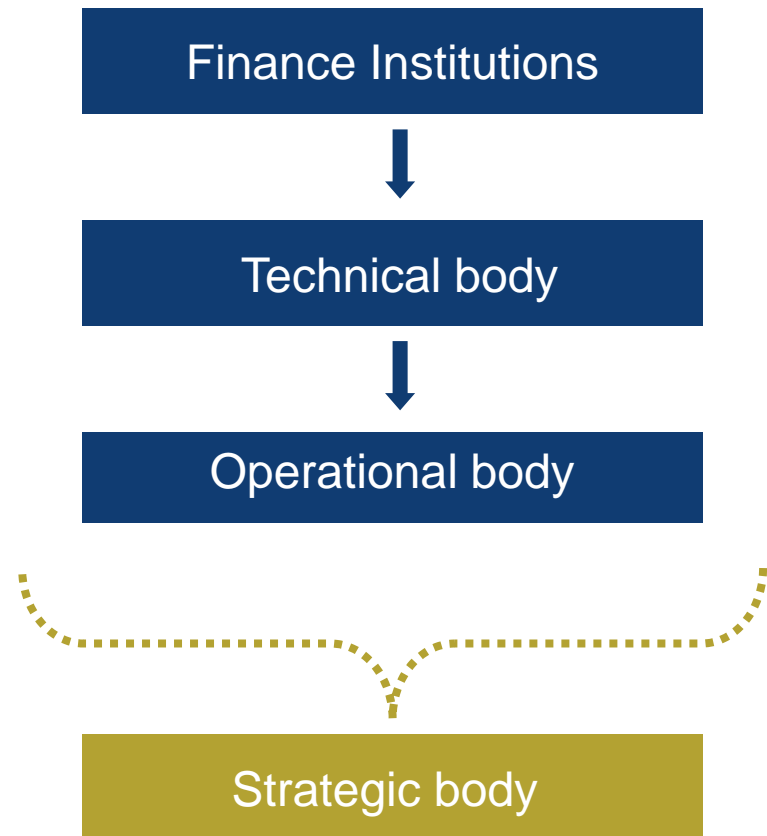 Finance Institutions
Technical body
Operational body
Strategic body